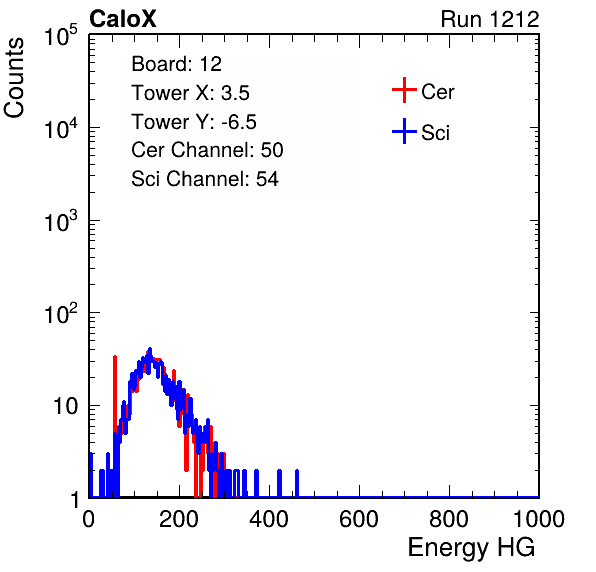 CaloX Run 1212
Counts
Board: 12
Tower X: 3.5
Tower Y: -6.5
Cer Channel: 50
Sci Channel: 54
Cer
Sci
10^5
10^4
10^3
10^2
10
1
0 200 400 600 800 1000
Energy HG